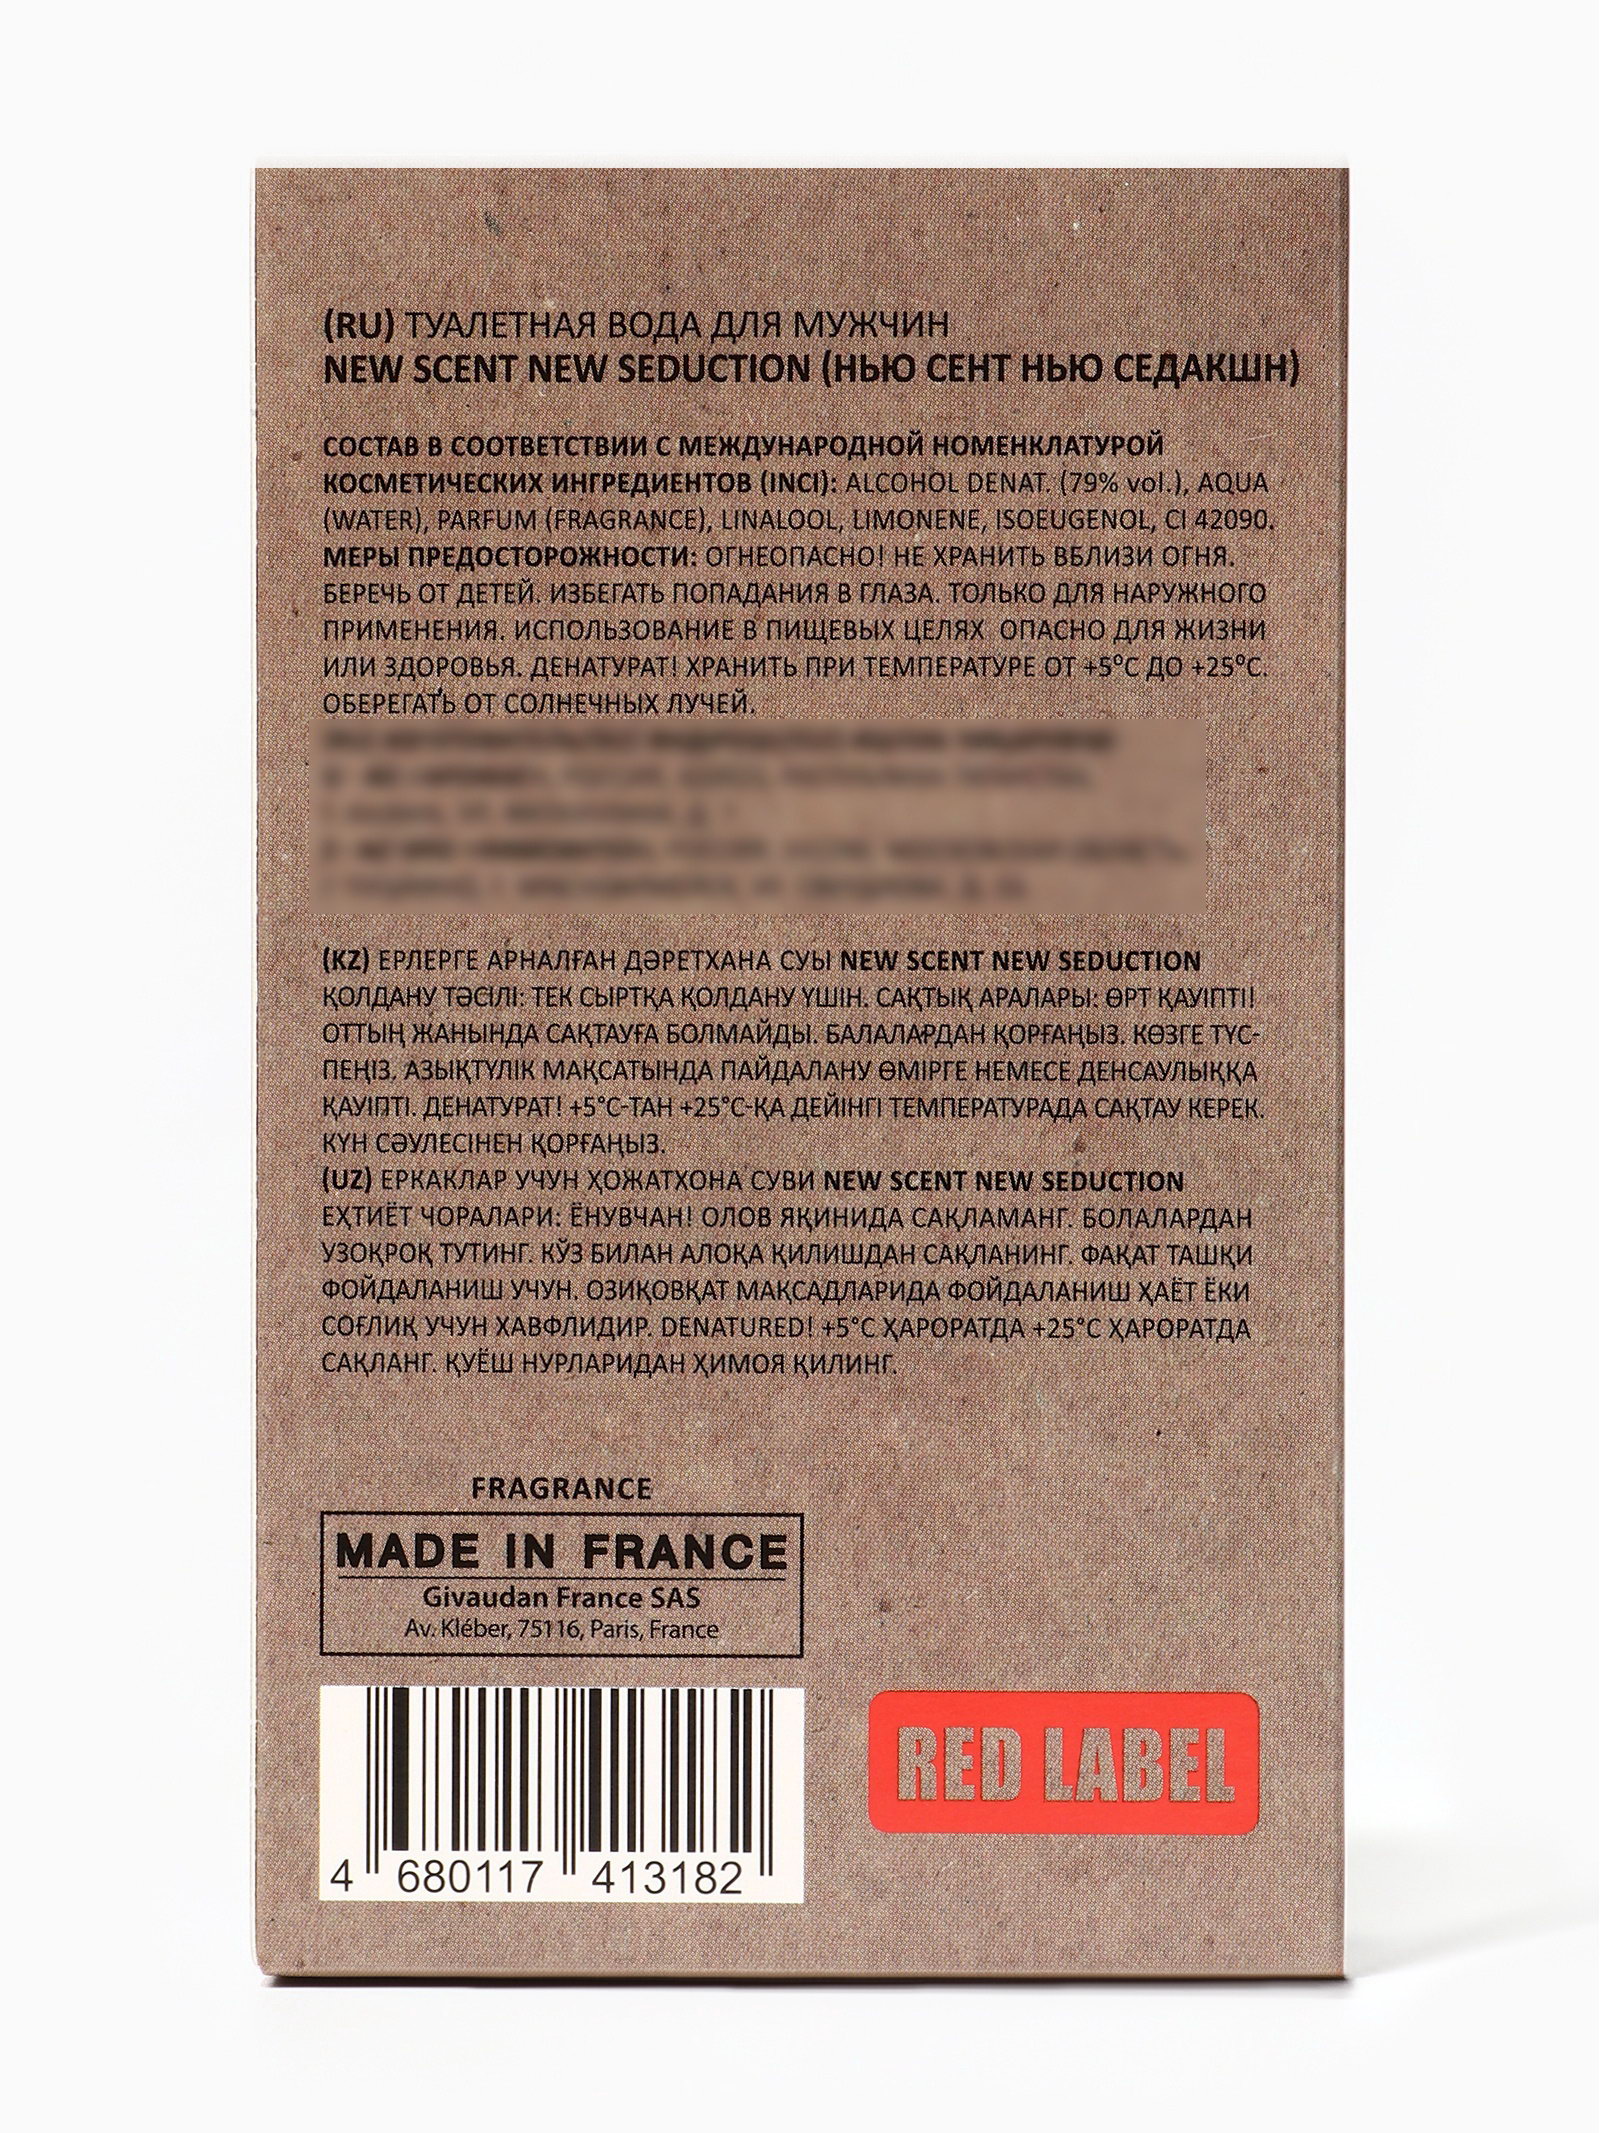 (RU) ТУАЛЕТНАЯ ВОДА ДЛЯ МУЖЧИН
NEW SCENT NEW SEDUCTION (НЬЮ СЕНТ НЬЮ СЕДАКШН)
СОСТАВ В СООТВЕТСТВИИ С МЕЖДУНАРОДНОЙ НОМЕНКЛАТУРОЙ
КОСМЕТИЧЕСКИХ ИНГРЕДИЕНТОВ (INCI): ALCOHOL DENAT. (79% vol.), AQUA
(WATER), PARFUM (FRAGRANCE), LINALOOL, LIMONENE, ISOEUGENOL, CI 42090.
МЕРЫ ПРЕДОСТОРОЖНОСТИ: ОГНЕОПАСНО! НЕ ХРАНИТЬ ВБЛИЗИ ОГНЯ.
БЕРЕЧЬ ОТ ДЕТЕЙ. ИЗБЕГАТЬ ПОПАДАНИЯ В ГЛАЗА. ТОЛЬКО ДЛЯ НАРУЖНОГО
ПРИМЕНЕНИЯ. ИСПОЛЬЗОВАНИЕ В ПИЩЕВЫХ ЦЕЛЯХ ОПАСНО ДЛЯ ЖИЗНИ
ИЛИ ЗДОРОВЬЯ. ДЕНАТУРАТ! ХРАНИТЬ ПРИ ТЕМПЕРАТУРЕ ОТ +5°С ДО +25°С.
ОБЕРЕГАТЬ ОТ СОЛНЕЧНЫХ ЛУЧЕЙ.
(KZ) ЕРЛЕРГЕ АРНАЛҒАН ДӘРЕТХАНА СУЫ NEW SCENT NEW SEDUCTION
ҚОЛДАНУ ТӘСІЛІ: ТЕК СЫРТҚА ҚОЛДАНУ ҮШІН. САҚТЫҚ АРАЛАРЫ: ӨРТ ҚАУІПТІ!
ОТТЫҢ ЖАНЫНДА САҚТАУҒА БОЛМАЙДЫ. БАЛАЛАРДАН ҚОРҒАҢЫЗ. КӨЗГЕ ТҮС-
ПЕҢІЗ. АЗЫҚТҮЛІК МАҚСАТЫНДА ПАЙДАЛАНУ ӨМІРГЕ НЕМЕСЕ ДЕНСАУЛЫҚҚА
ҚАУІПТІ. ДЕНАТУРАТ! +5°С-ТАН +25°С-ҚА ДЕЙІНГІ ТЕМПЕРАТУРАДА САҚТАУ КЕРЕК.
КҮН СӘУЛЕСІНЕН ҚОРҒАҢЫЗ.
(UZ) ЕРКАКЛАР УЧУН ҲОЖАТХОНА СУВИ NEW SCENT NEW SEDUCTION
ЕҲТИЁТ ЧОРАЛАРИ: ЁНУВЧАН! ОЛОВ ЯҚИНИДА САҚЛАМАНГ. БОЛАЛАРДАН
УЗОҚРОҚ ТУТИНГ. КЎЗ БИЛАН АЛОҚА ҚИЛИШДАН САҚЛАНИНГ. ФАҚАТ ТАШҚИ
ФОЙДАЛАНИШ УЧУН. ОЗИҚОВҚАТ МАҚСАДЛАРИДА ФОЙДАЛАНИШ ҲАЁТ ЁКИ
СОҒЛИҚ УЧУН ХАВФЛИДИР. DENATURED! +5°С ҲАРОРАТДА +25°С ҲАРОРАТДА
САҚЛАНГ. ҚУЁШ НУРЛАРИДАН ҲИМОЯ ҚИЛИНГ.
FRAGRANCE
MADE IN FRANCE
Givaudan France SAS
Av. Kléber, 75116, Paris, France
RED LABEL
4 680117 413182